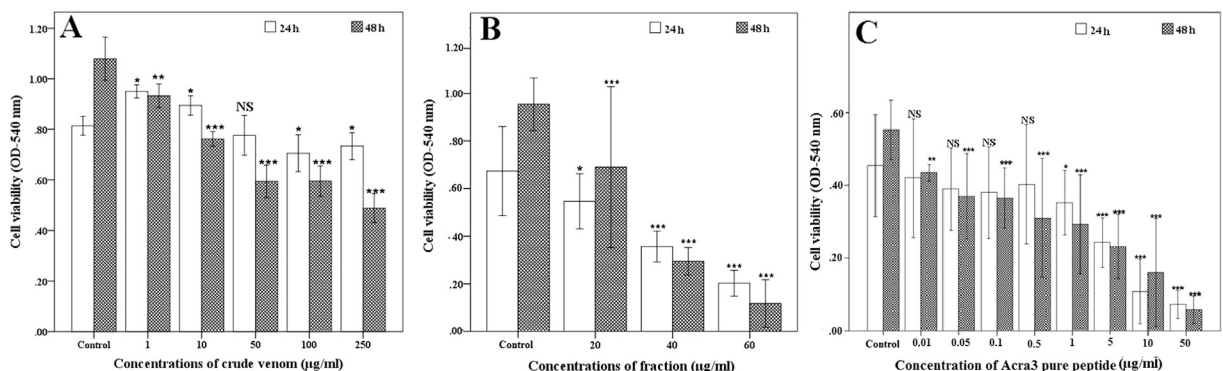 A
24h
48h
Cell viability (OD-540 nm)
1.20
1.00
.80
.60
.40
.20
.00
*
**
*
***
NS
***
*
***
*
***
Control
1
10
50
100
250
Concentrations of crude venom (µg/ml)
B
24h
48h
Cell viability (OD-540 nm)
1.20
1.00
.80
.60
.40
.20
.00
*
***
***
***
***
***
Control
20
40
60
Concentrations of fraction (µg/ml)
C
24h
48h
Cell viability (OD-540 nm)
.60
.40
.20
.00
NS
**
NS
***
NS
***
NS
***
*
***
***
***
***
***
***
***
Control
0,01
0.05
0.1
0.5
1
5
10
50
Concentration of Acra3 pure peptide (µg/ml)